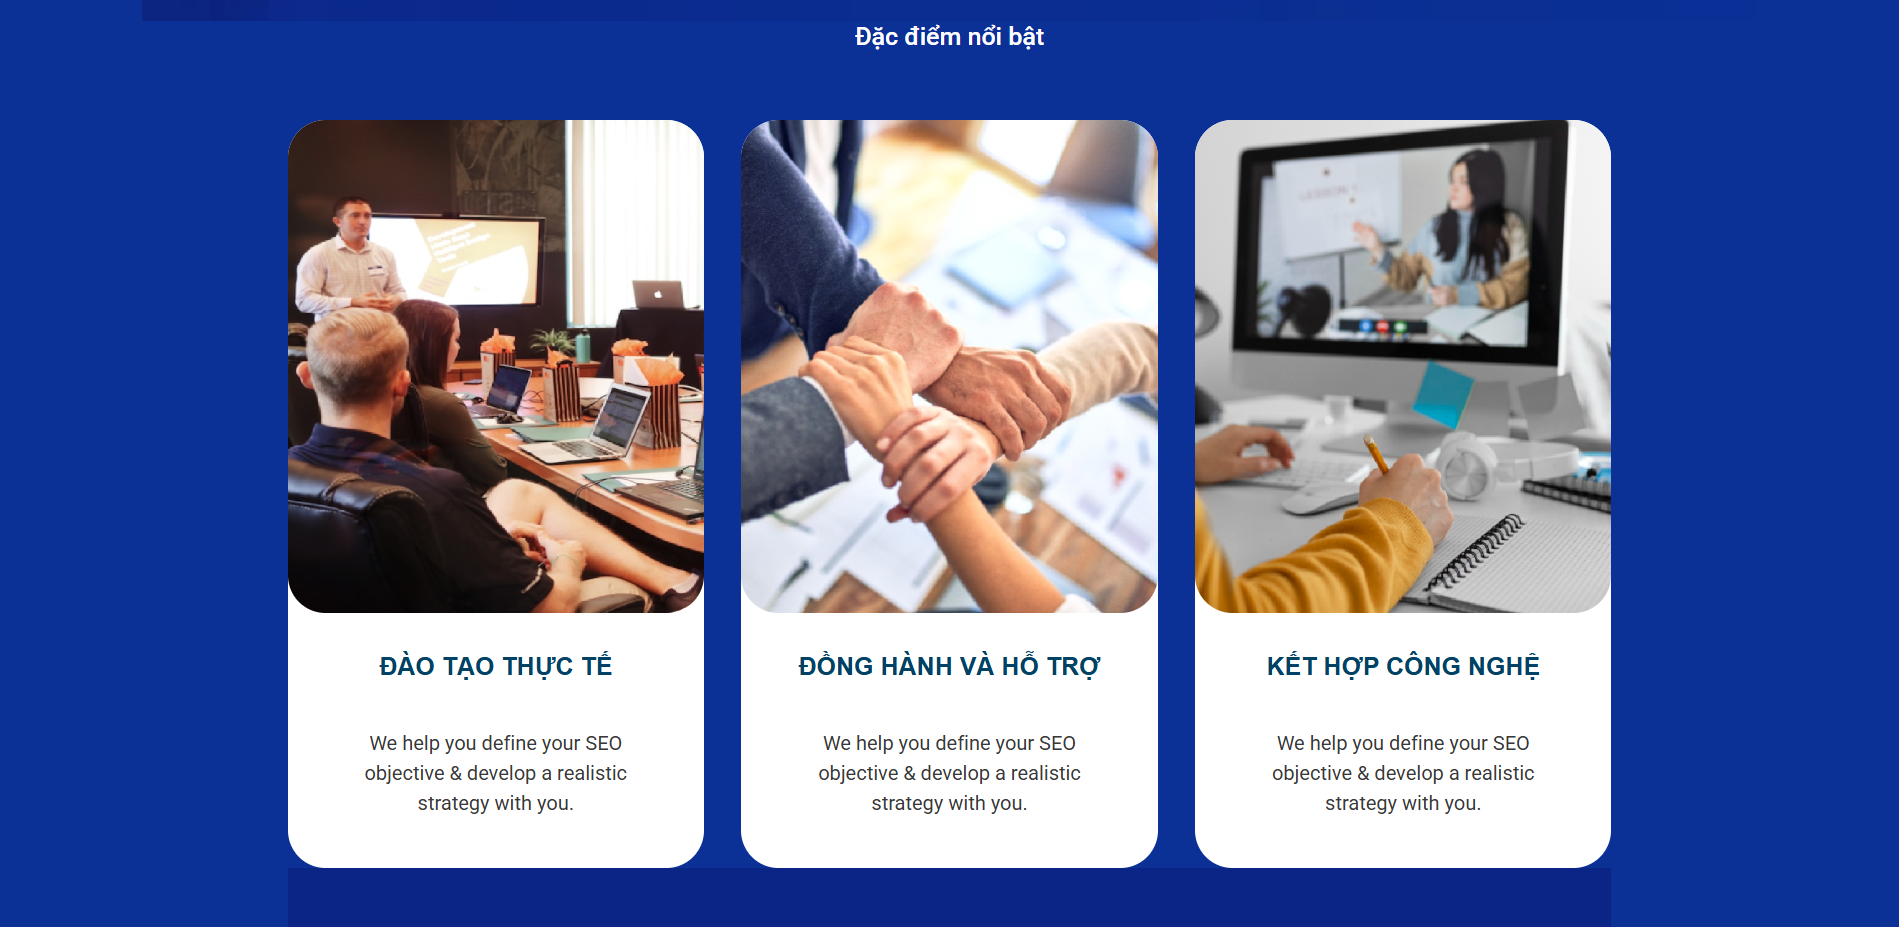 Đặc điểm nổi bật
ĐÀO TẠO THỰC TẾ
We help you define your SEO
objective & develop a realistic
strategy with you.
ĐỒNG HÀNH VÀ HỖ TRỢ
We help you define your SEO
objective & develop a realistic
strategy with you.
KẾT HỢP CÔNG NGHỆ
We help you define your SEO
objective & develop a realistic
strategy with you.